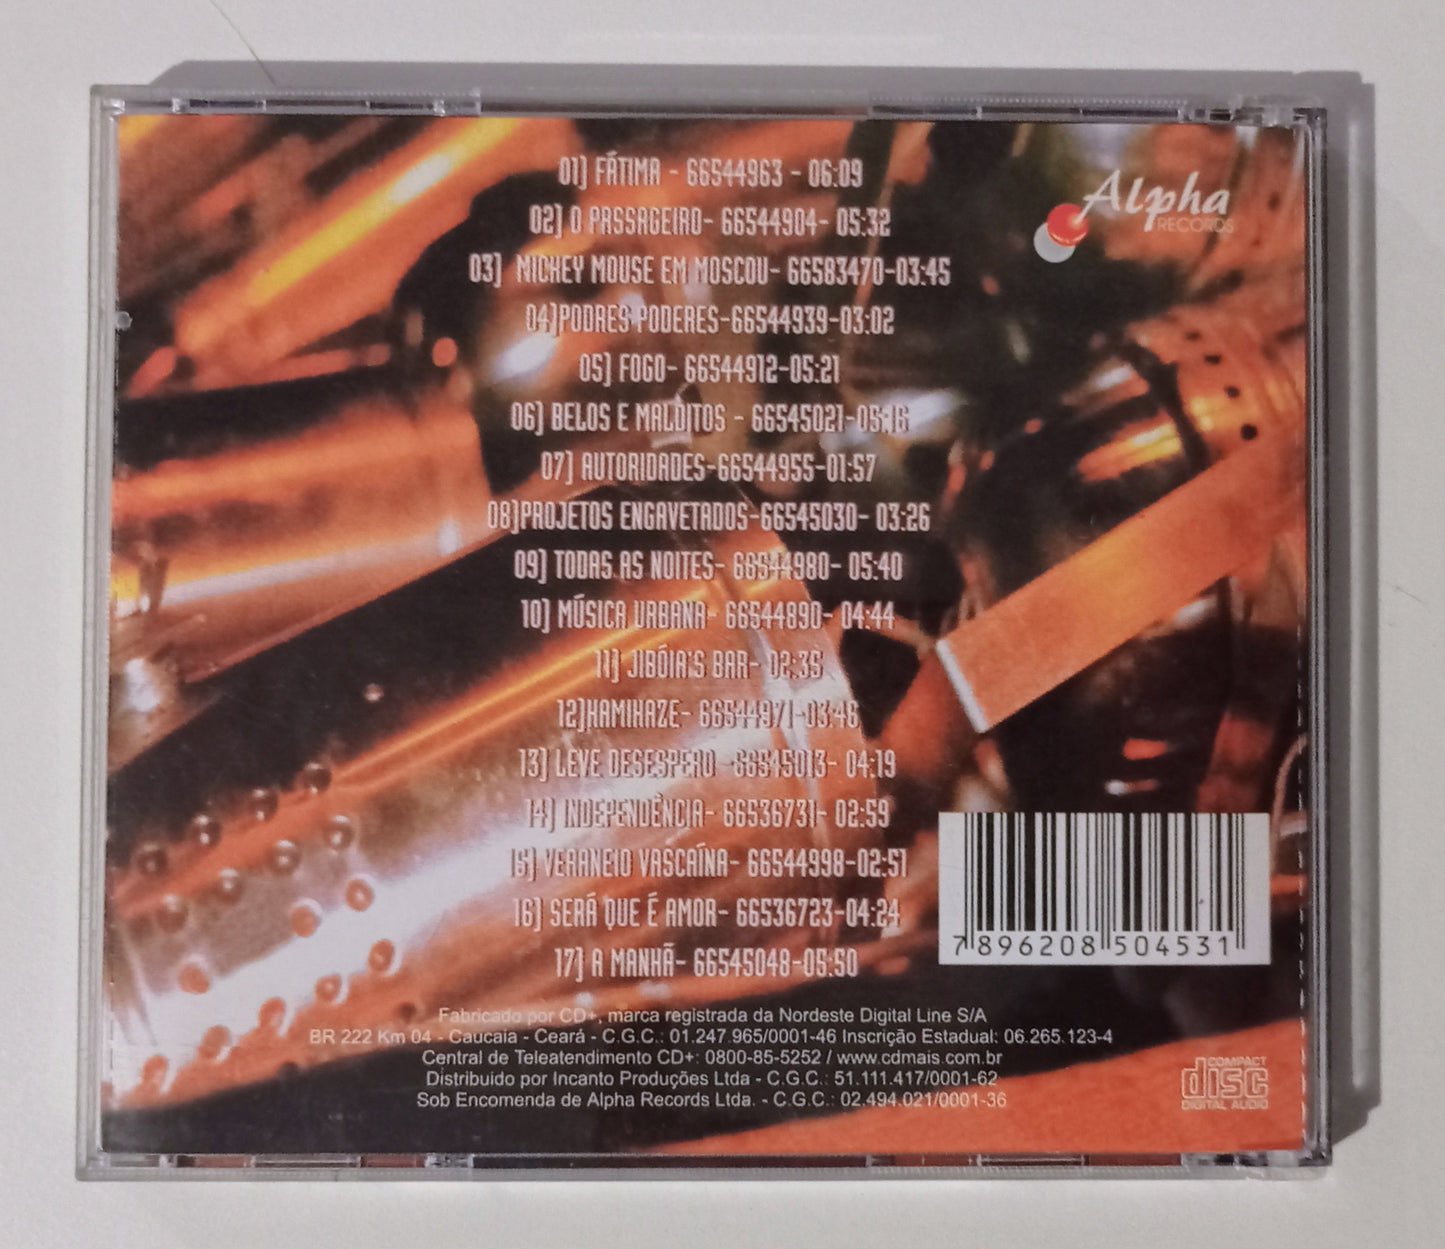 01] FÁTIMA - 66544963 - 06:09
02] O PASSAGEIRO- 66544904- 05:32
03] MICKEY MOUSE EM MOSCOU- 66583470-03:45
04]PODRES PODERES-66544939-03:02
05] FOGO- 66544912-05:21
06] BELOS E MALDITOS - 66545021-05:16
07] AUTORIDADES-66544955-01:57
08]PROJETOS ENGAVETADOS-66545030- 03:26
09] TODAS AS NOITES- 66544980- 05:40
10] MÚSICA URBANA- 66544890- 04:44
11] JIBÓIA'S BAR- 02:35
12]KAMIKAZE- 66544971-03:46
13] LEVE DESESPERO -66545013- 04:19
14] INDEPENDÊNCIA- 66536731- 02:59
15] VERANEIO VASCAÍNA- 66544998-02:51
16] SERÁ QUE É AMOR- 66536723-04:24
17] A MANHÃ- 66545048-05:50
Alpha
RECORDS
7 896208 504531
Fabricado por CD+, marca registrada da Nordeste Digital Line S/A
BR 222 Km 04 - Caucaia - Ceará - C.G.C.: 01.247.965/0001-46 Inscrição Estadual: 06.265.123-4
Central de Teleatendimento CD+: 0800-85-5252 / www.cdmais.com.br
Distribuido por Incanto Produções Ltda - C.G.C.: 51.111.417/0001-62
Sob Encomenda de Alpha Records Ltda. - C.G.C.: 02.494.021/0001-36
COMPACT
disc
DIGITAL AUDIO